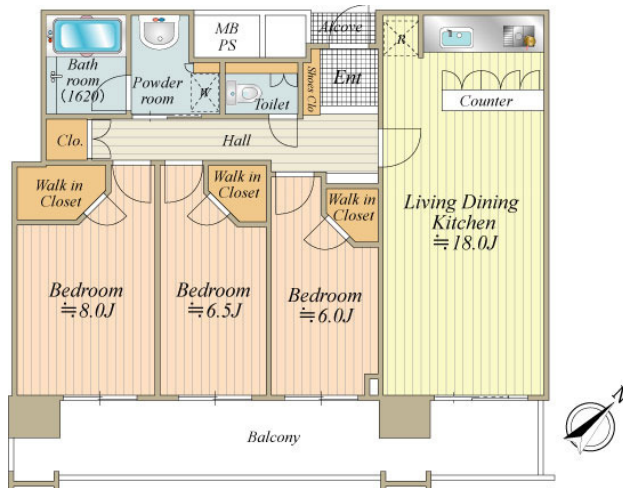 MB
PS
Alcove
R
Bath
room
(1620)
Powder
room
W
Toilet
Shoes Clo
Ent
Counter
Clo.
Hall
Walk in
Closet
Walk in
Closet
Walk in
Closet
Living Dining
Kitchen
≒18.0J
Bedroom
≒8.0J
Bedroom
≒6.5J
Bedroom
≒6.0J
Balcony
N